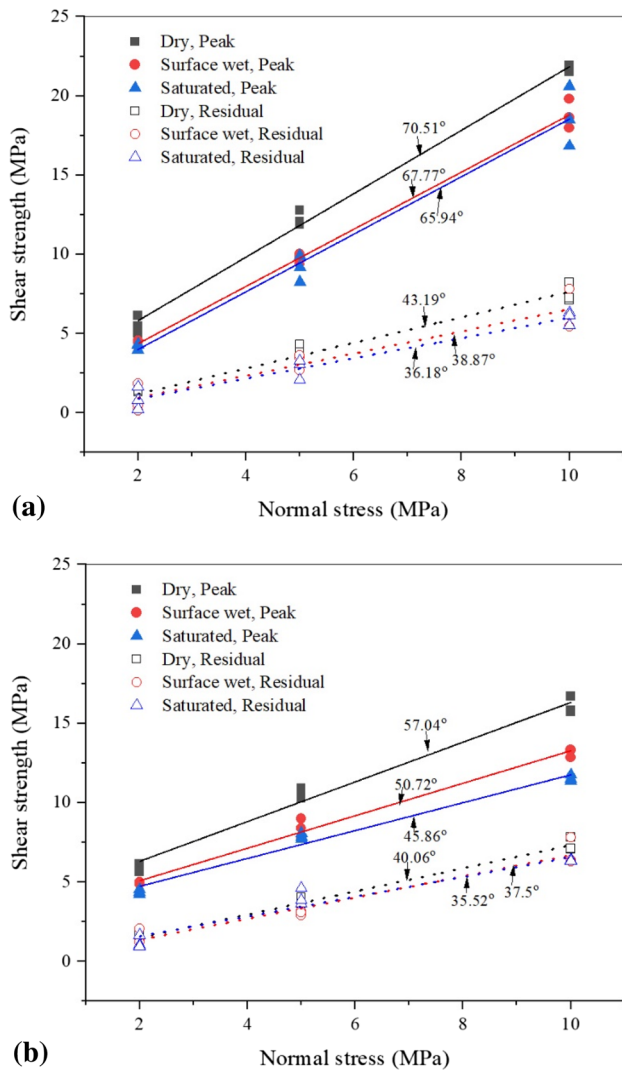 25
20
15
10
5
0
Shear strength (MPa)
Dry, Peak
Surface wet, Peak
Saturated, Peak
Dry, Residual
Surface wet, Residual
Saturated, Residual
70.51°
67.77°
65.94°
43.19°
38.87°
36.18°
2 4 6 8 10
(a) Normal stress (MPa)
25
20
15
10
5
0
Shear strength (MPa)
Dry, Peak
Surface wet, Peak
Saturated, Peak
Dry, Residual
Surface wet, Residual
Saturated, Residual
57.04°
50.72°
45.86°
40.06°
35.52° 37.5°
2 4 6 8 10
(b) Normal stress (MPa)